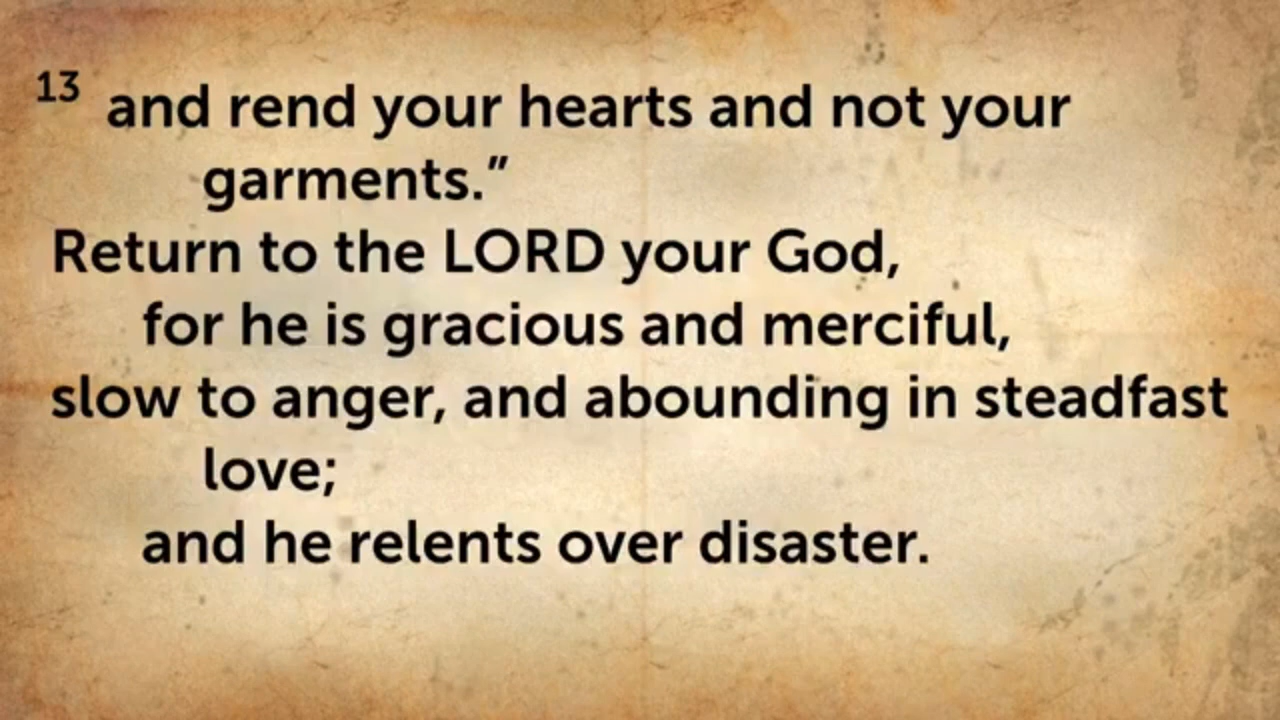 13 and rend your hearts and not your
garments.”
Return to the LORD your God,
for he is gracious and merciful,
slow to anger, and abounding in steadfast
love;
and he relents over disaster.